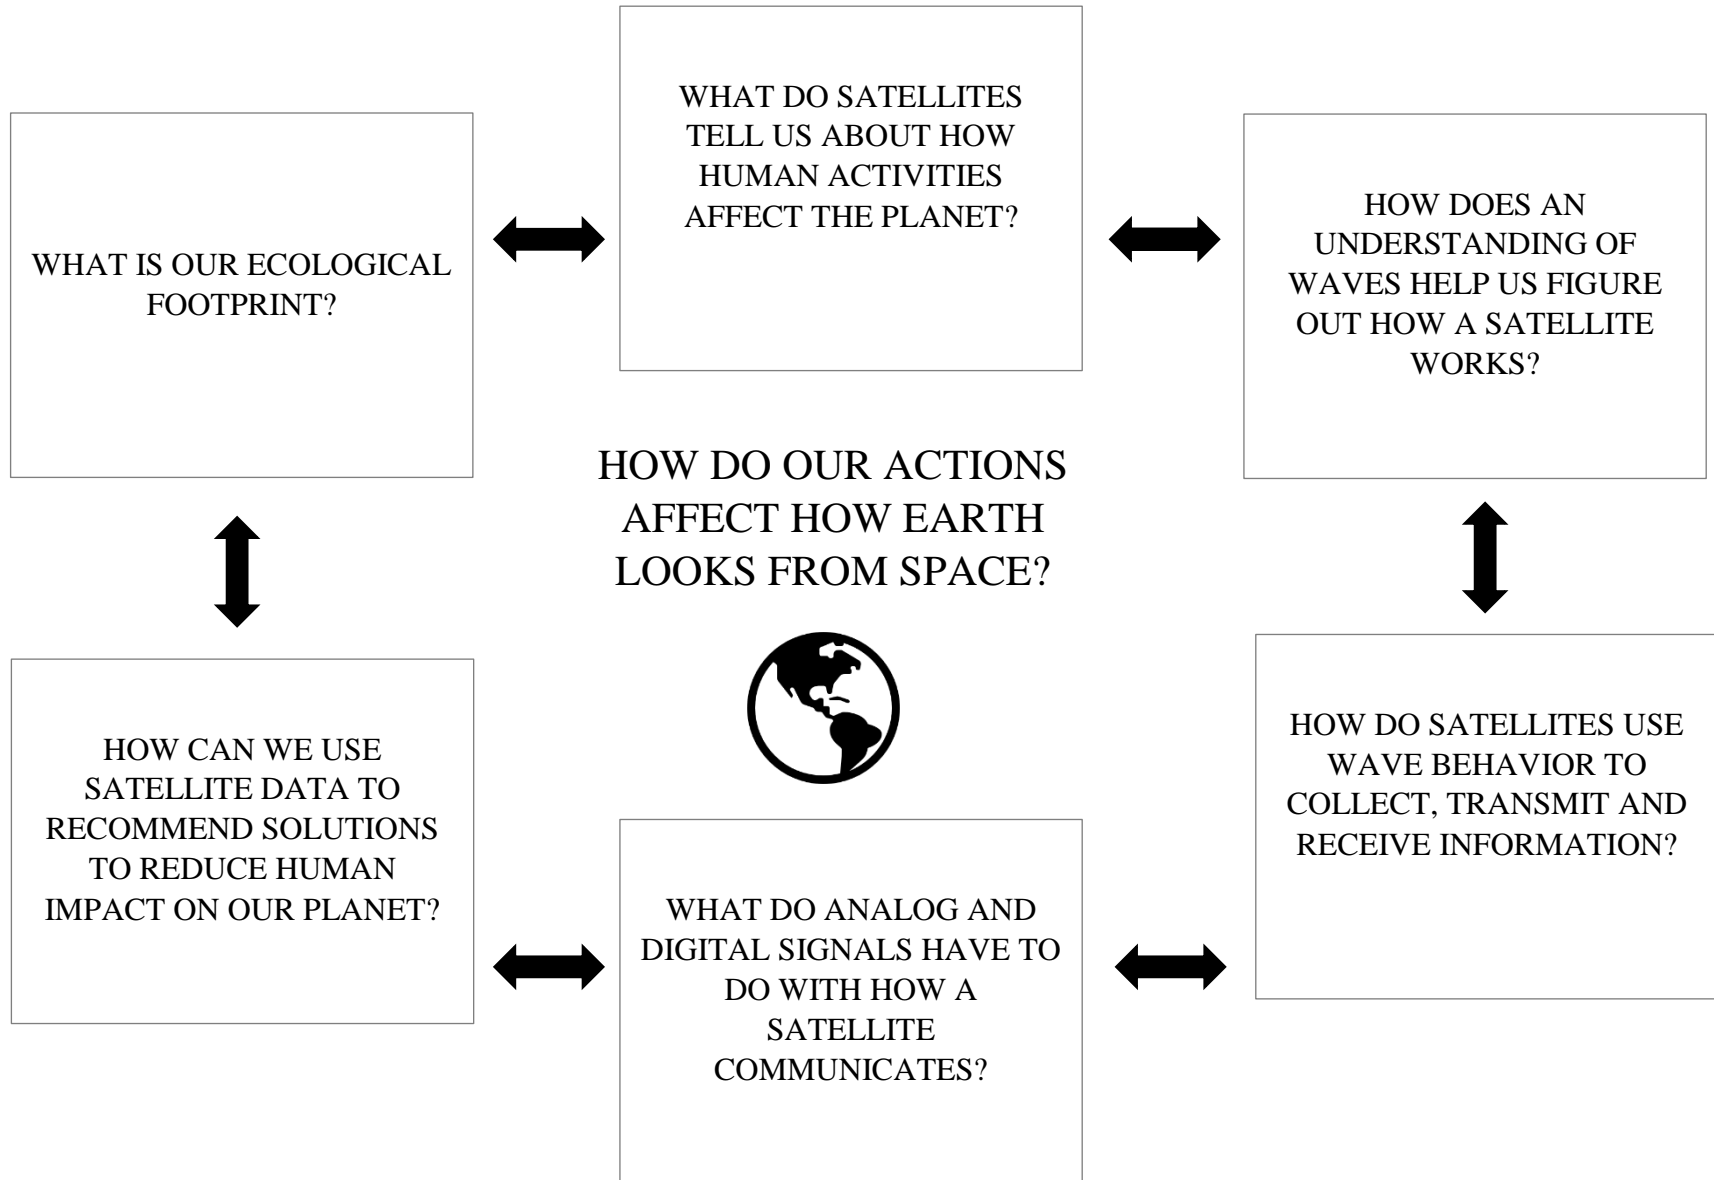 WHAT DO SATELLITES
TELL US ABOUT HOW
HUMAN ACTIVITIES
AFFECT THE PLANET?
WHAT IS OUR ECOLOGICAL
FOOTPRINT?
HOW DOES AN
UNDERSTANDING OF
WAVES HELP US FIGURE
OUT HOW A SATELLITE
WORKS?
HOW DO OUR ACTIONS
AFFECT HOW EARTH
LOOKS FROM SPACE?
HOW CAN WE USE
SATELLITE DATA TO
RECOMMEND SOLUTIONS
TO REDUCE HUMAN
IMPACT ON OUR PLANET?
HOW DO SATELLITES USE
WAVE BEHAVIOR TO
COLLECT, TRANSMIT AND
RECEIVE INFORMATION?
WHAT DO ANALOG AND
DIGITAL SIGNALS HAVE TO
DO WITH HOW A
SATELLITE
COMMUNICATES?